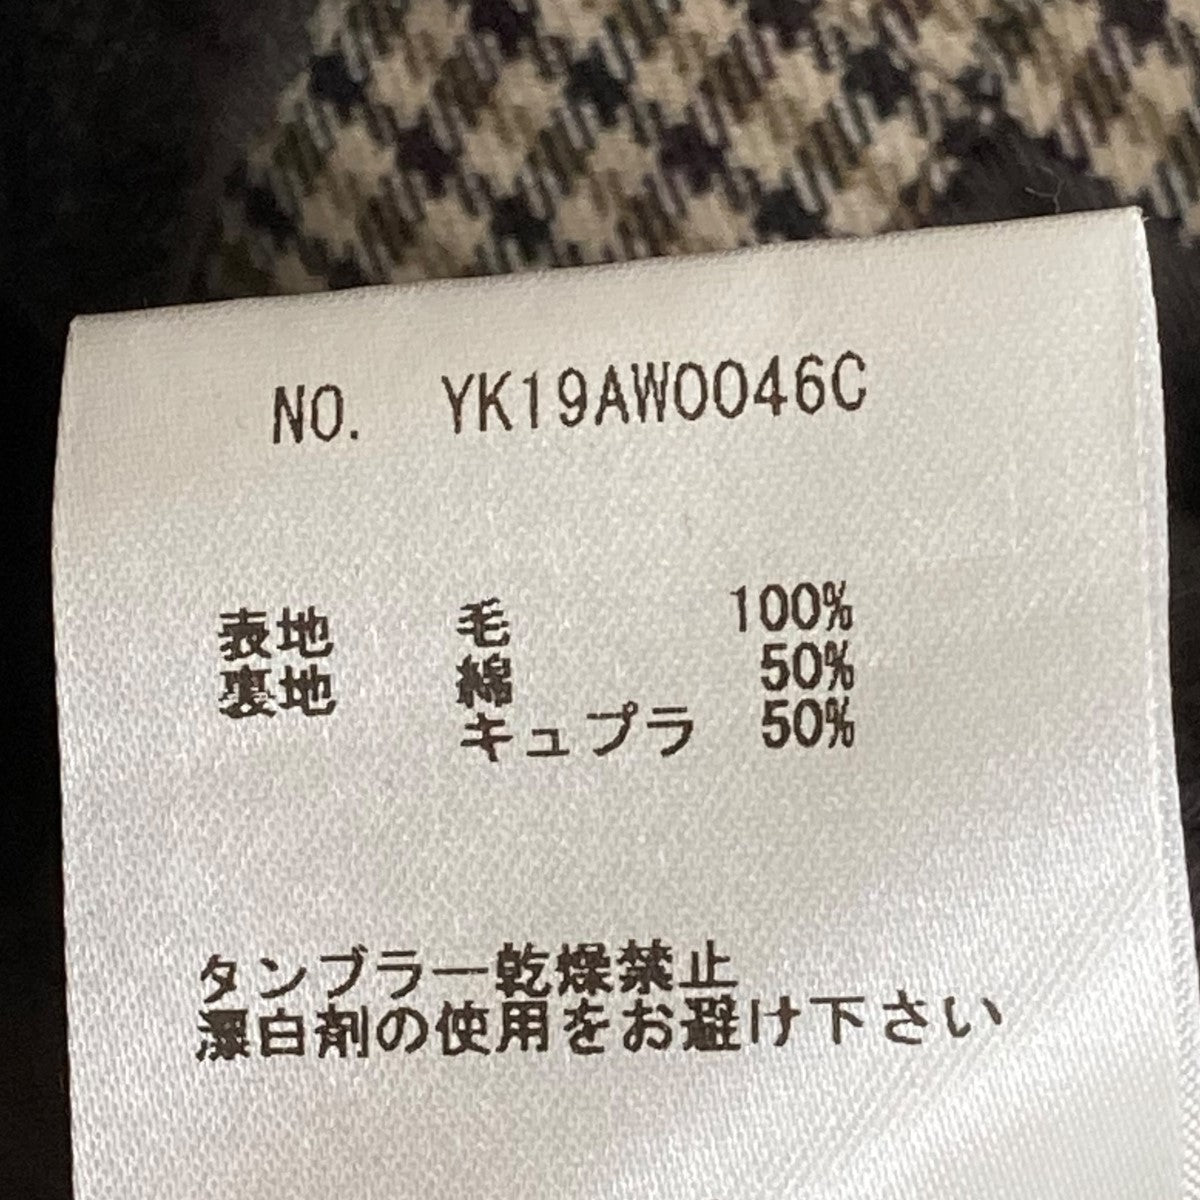 NO. YK19AW0046C
表地 毛 100%
裏地 綿 50%
キュプラ 50%
タンブラー乾燥禁止
漂白剤の使用をお避け下さい